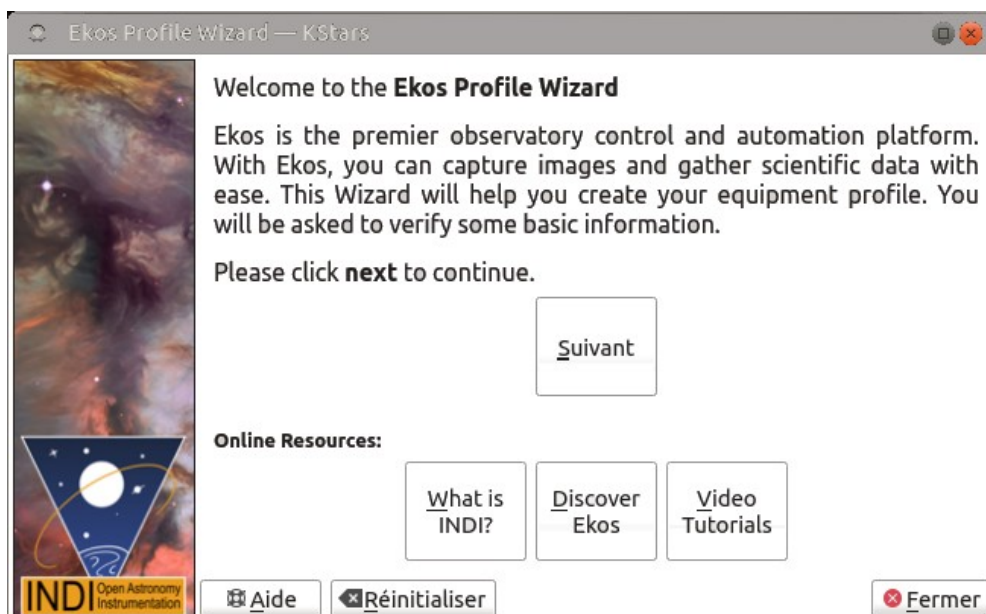 Ekos Profile Wizard — KStars
Welcome to the Ekos Profile Wizard
Ekos is the premier observatory control and automation platform.
With Ekos, you can capture images and gather scientific data with
ease. This Wizard will help you create your equipment profile. You
will be asked to verify some basic information.
Please click next to continue.
Suivant
Online Resources:
What is
INDI?
Discover
Ekos
Video
Tutorials
INDI
Open Astronomy
Instrumentation
Aide
Réinitialiser
Fermer